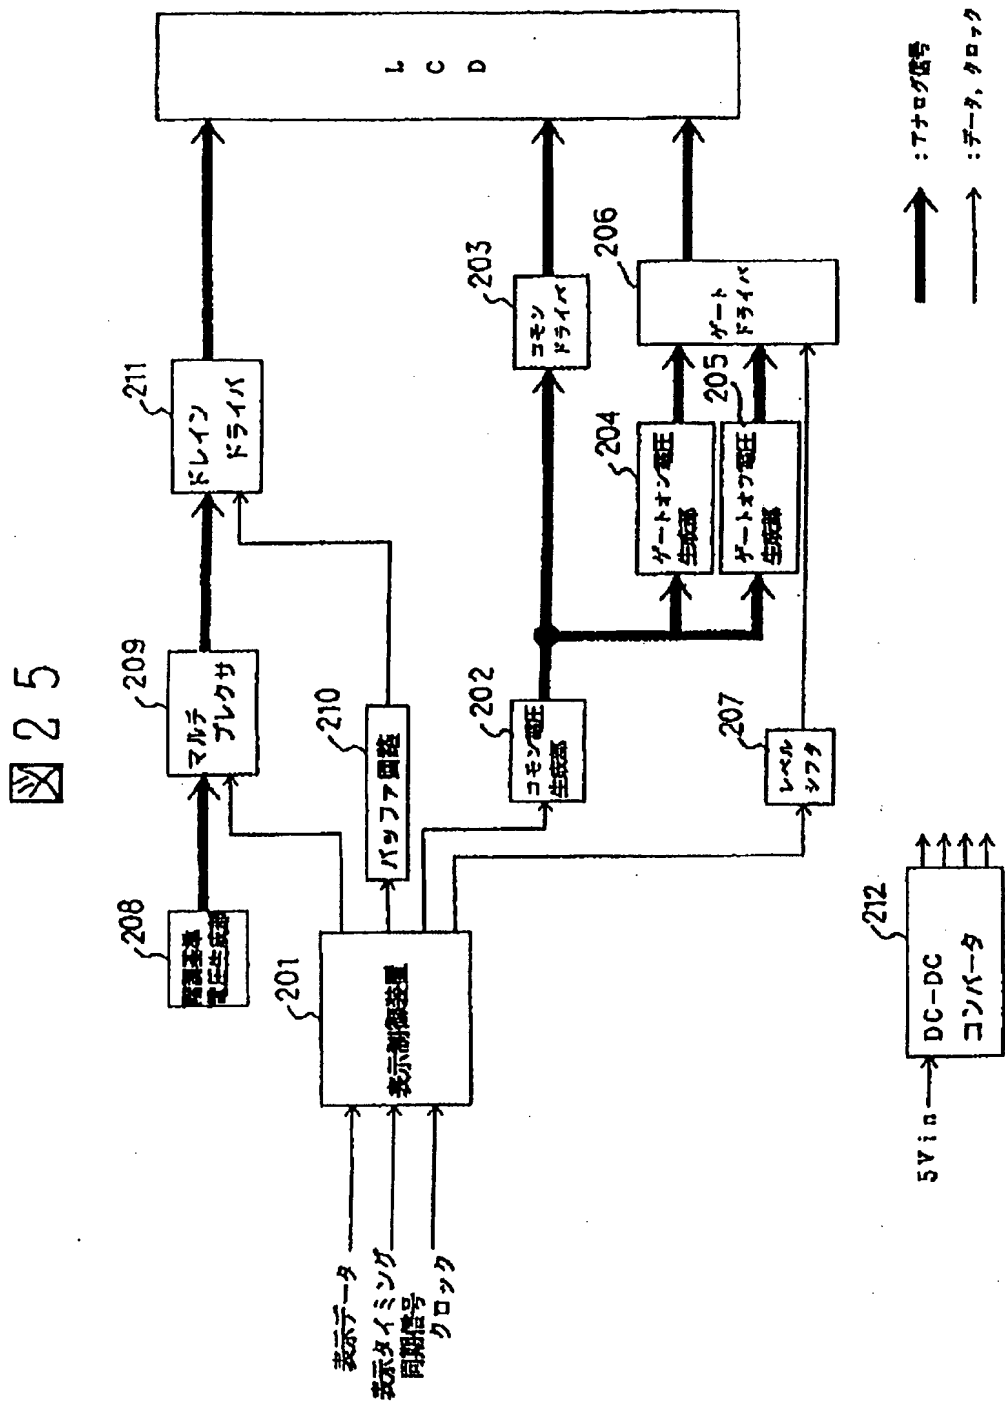 図25
208
階調基準
電圧生成部
209
マルチ
プレクサ
211
ドレイン
ドライバ
201
表示制御装置
210
バッファ回路
表示データ
表示タイミング
同期信号
クロック
202
コモン電圧
生成部
203
コモン
ドライバ
204
ゲートオン電圧
生成部
205
ゲートオフ電圧
生成部
206
ゲート
ドライバ
207
レベル
シフタ
LCD
212
5Vin
DC-DC
コンバータ
:アナログ信号
:データ,クロック